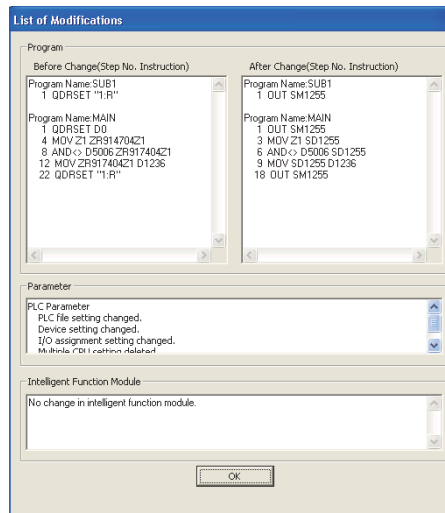 List of Modifications
Program
Before Change(Step No. Instruction)
Program Name:SUB1
1 QDRSET "1:R"
Program Name:MAIN
1 QDRSET D0
4 MOV Z1 ZR914704Z1
8 AND<> D5006 ZR917404Z1
12 MOV ZR917404Z1 D1236
22 QDRSET "1:R"
After Change(Step No. Instruction)
Program Name:SUB1
1 OUT SM1255
Program Name:MAIN
1 OUT SM1255
3 MOV Z1 SD1255
6 AND<> D5006 SD1255
9 MOV SD1255 D1236
18 OUT SM1255
Parameter
PLC Parameter
PLC file setting changed.
Device setting changed.
I/O assignment setting changed.
Multiple CPU setting deleted
Intelligent Function Module
No change in intelligent function module.
OK